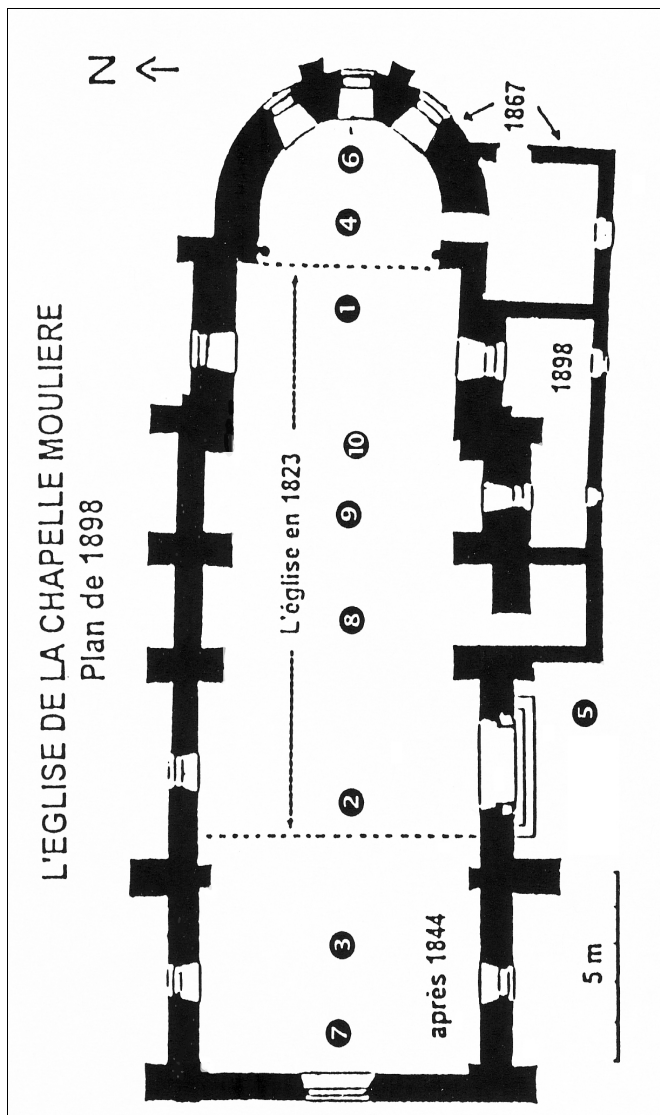 L'EGLISE DE LA CHAPELLE MOULIERE
Plan de 1898
N
1867
6
4
1
1898
10
9
L'église en 1823
8
5
2
3
après 1844
5 m
7